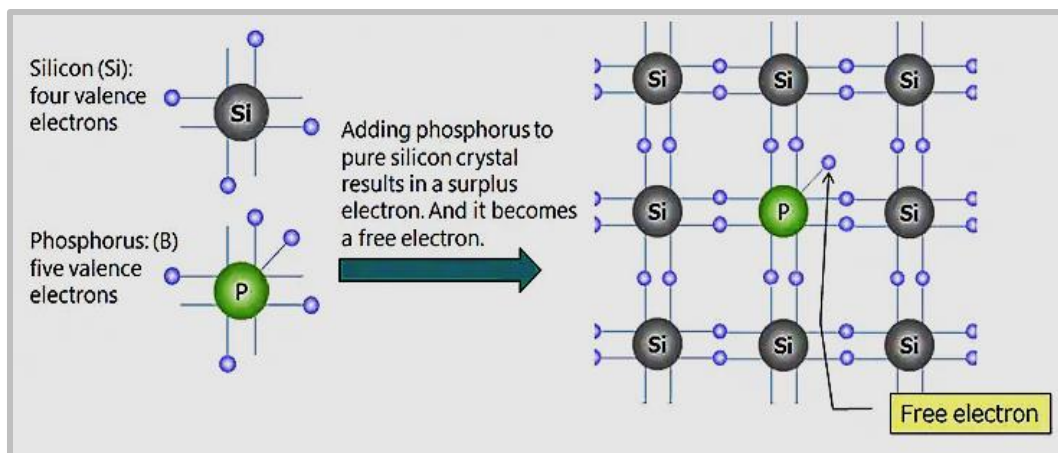 Silicon (Si):
four valence
electrons
Si
Phosphorus: (B)
five valence
electrons
P
Adding phosphorus to
pure silicon crystal
results in a surplus
electron. And it becomes
a free electron.
Si Si Si
Si P Si
Si Si Si
Free electron